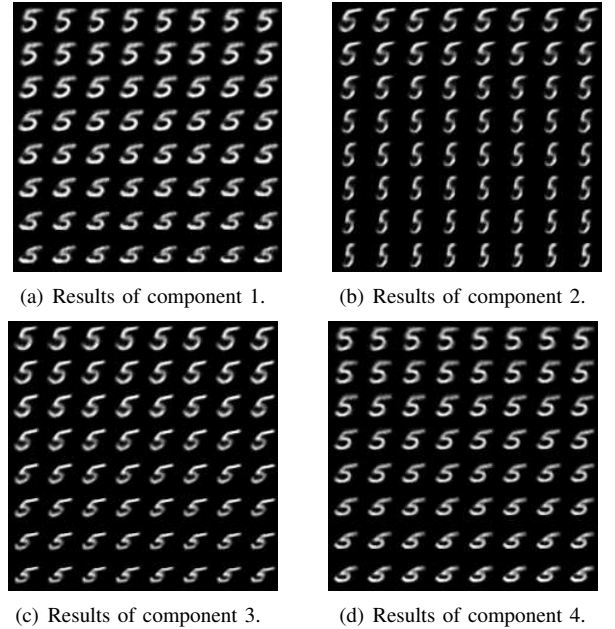 (a) Results of component 1.
(b) Results of component 2.
(c) Results of component 3.
(d) Results of component 4.